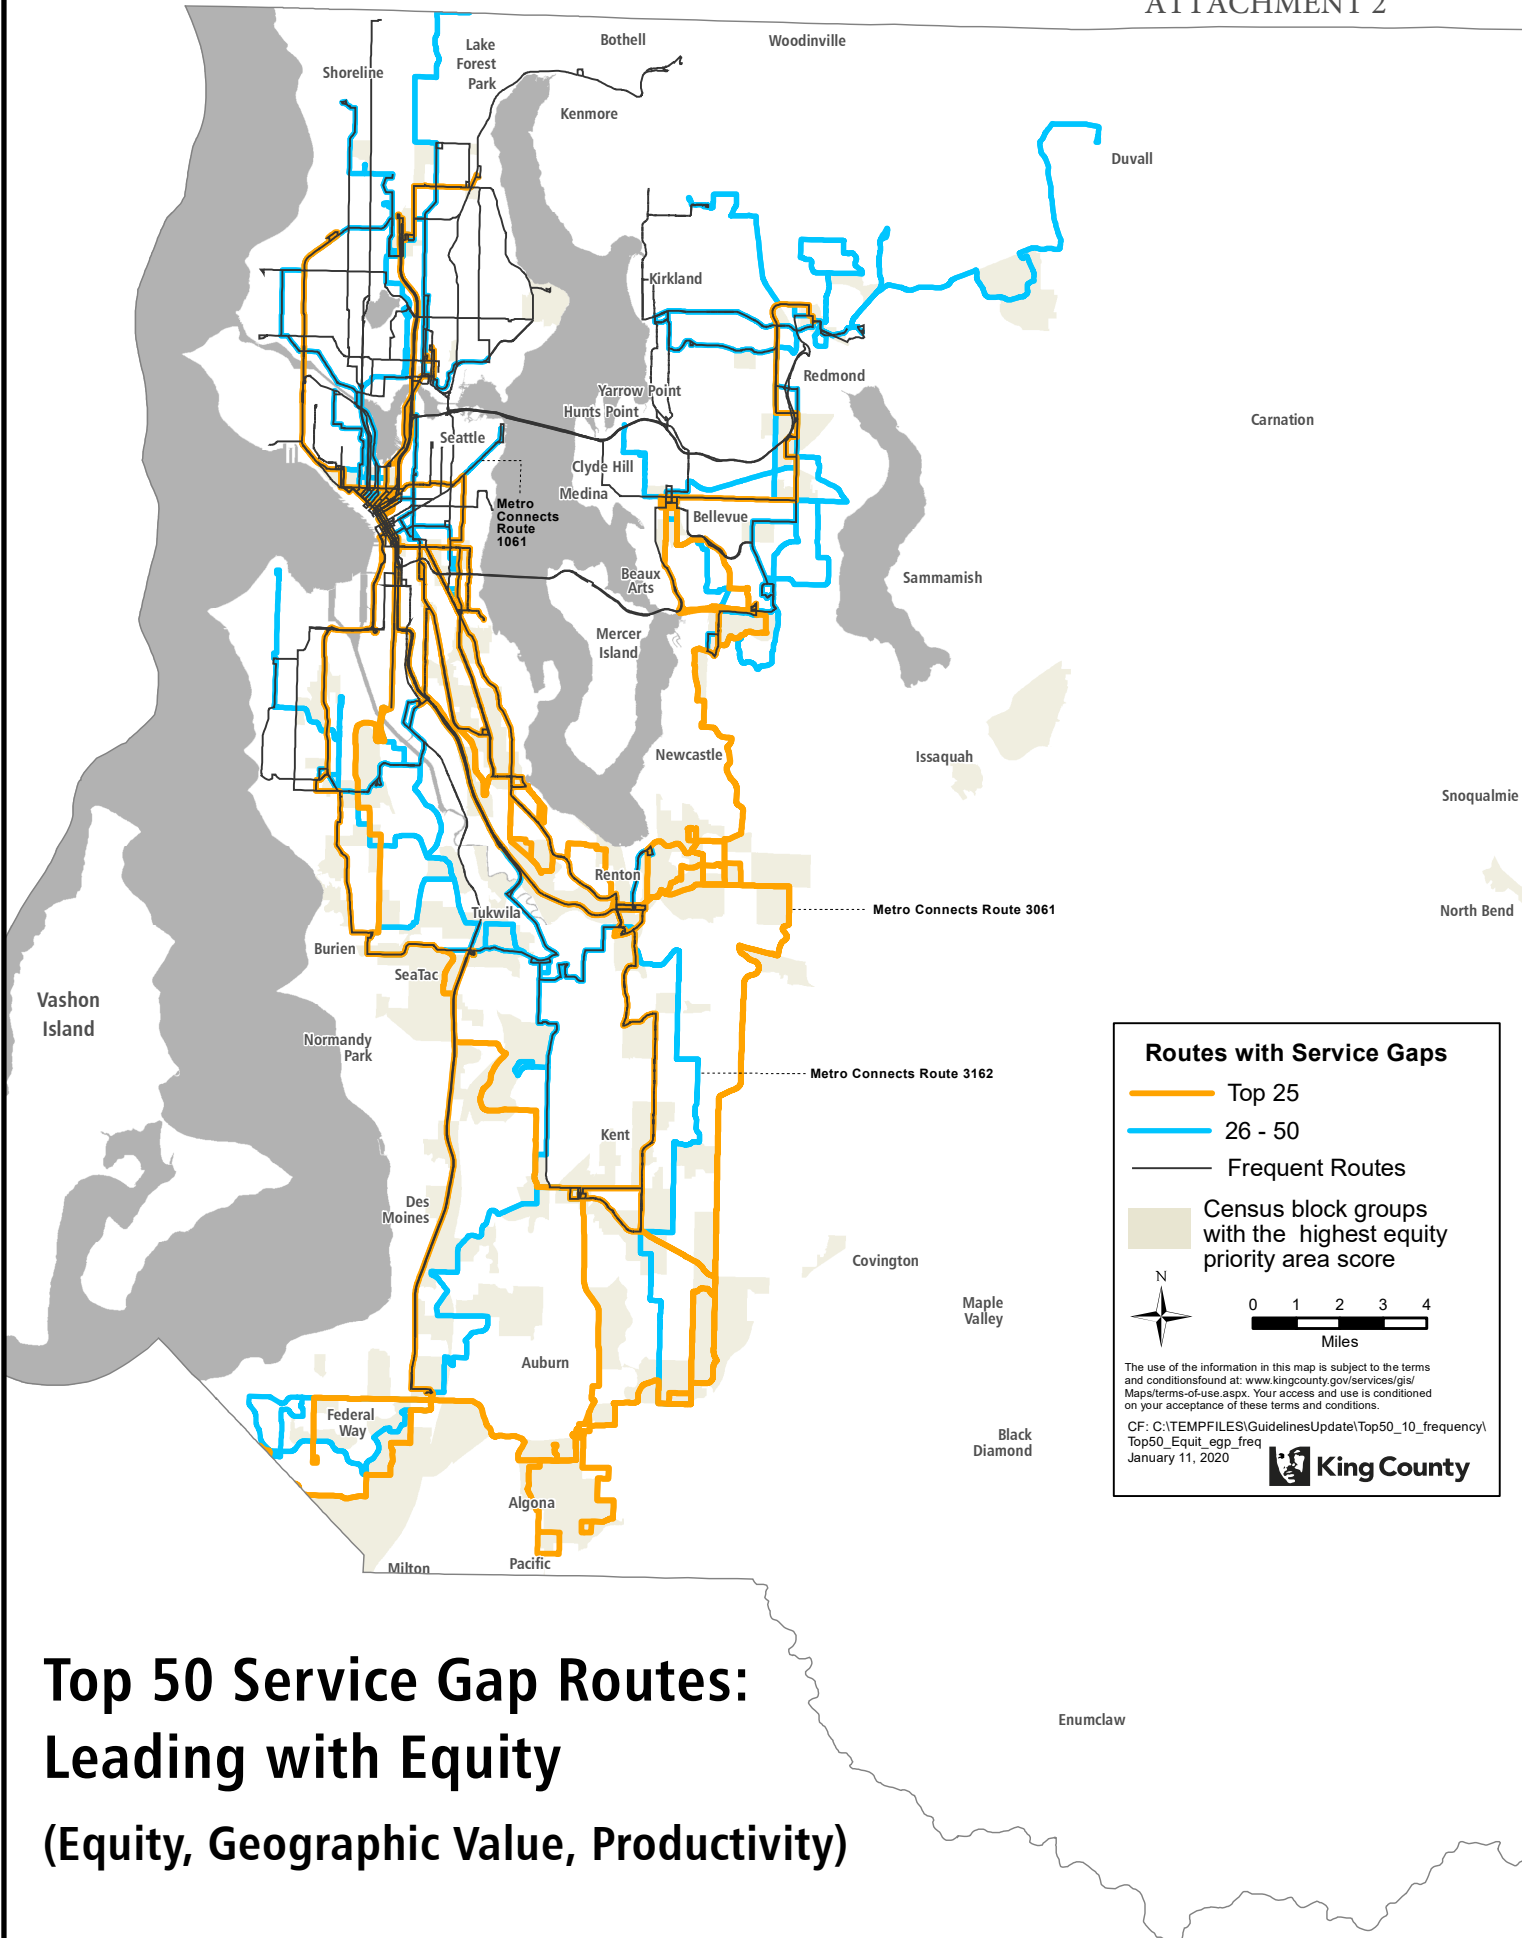 ATTACHMENT 2
Bothell
Woodinville
Lake
Forest
Park
Shoreline
Kenmore
Duvall
Kirkland
Redmond
Yarrow Point
Hunts Point
Carnation
Seattle
Clyde Hill
Medina
Metro
Connects
Route
1061
Bellevue
Beaux
Arts
Sammamish
Mercer
Island
Newcastle
Issaquah
Snoqualmie
Renton
Metro Connects Route 3061
North Bend
Tukwila
Burien
SeaTac
Vashon
Island
Normandy
Park
Metro Connects Route 3162
Kent
Des
Moines
Covington
Maple
Valley
Auburn
Federal
Way
Black
Diamond
Algona
Pacific
Milton
Enumclaw
Routes with Service Gaps
Top 25
26 - 50
Frequent Routes
Census block groups
with the highest equity
priority area score
N
0 1 2 3 4
Miles
The use of the information in this map is subject to the terms
and conditionsfound at: www.kingcounty.gov/services/gis/
Maps/terms-of-use.aspx. Your access and use is conditioned
on your acceptance of these terms and conditions.
CF: C:\TEMPFILES\GuidelinesUpdate\Top50_10_frequency\
Top50_Equit_egp_freq
January 11, 2020
King County
Top 50 Service Gap Routes:
Leading with Equity
(Equity, Geographic Value, Productivity)